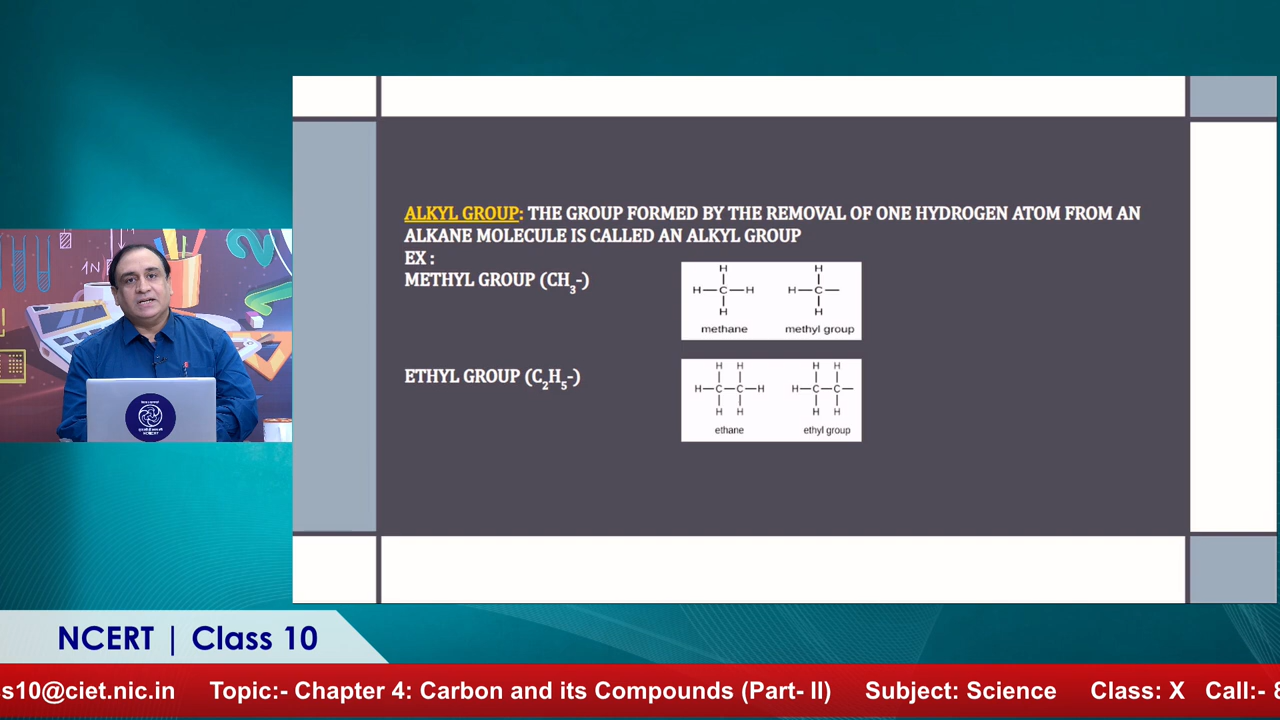 ALKYL GROUP: THE GROUP FORMED BY THE REMOVAL OF ONE HYDROGEN ATOM FROM AN
ALKANE MOLECULE IS CALLED AN ALKYL GROUP
EX :
METHYL GROUP (CH₃-)
H H
H—C—H H—C—
H H
methane methyl group
ETHYL GROUP (C₂H₅-)
H H H H
H—C—C—H H—C—C—
H H H H
ethane ethyl group
NCERT
NCERT | Class 10
s10@ciet.nic.in Topic:- Chapter 4: Carbon and its Compounds (Part- II) Subject: Science Class: X Call:- 8